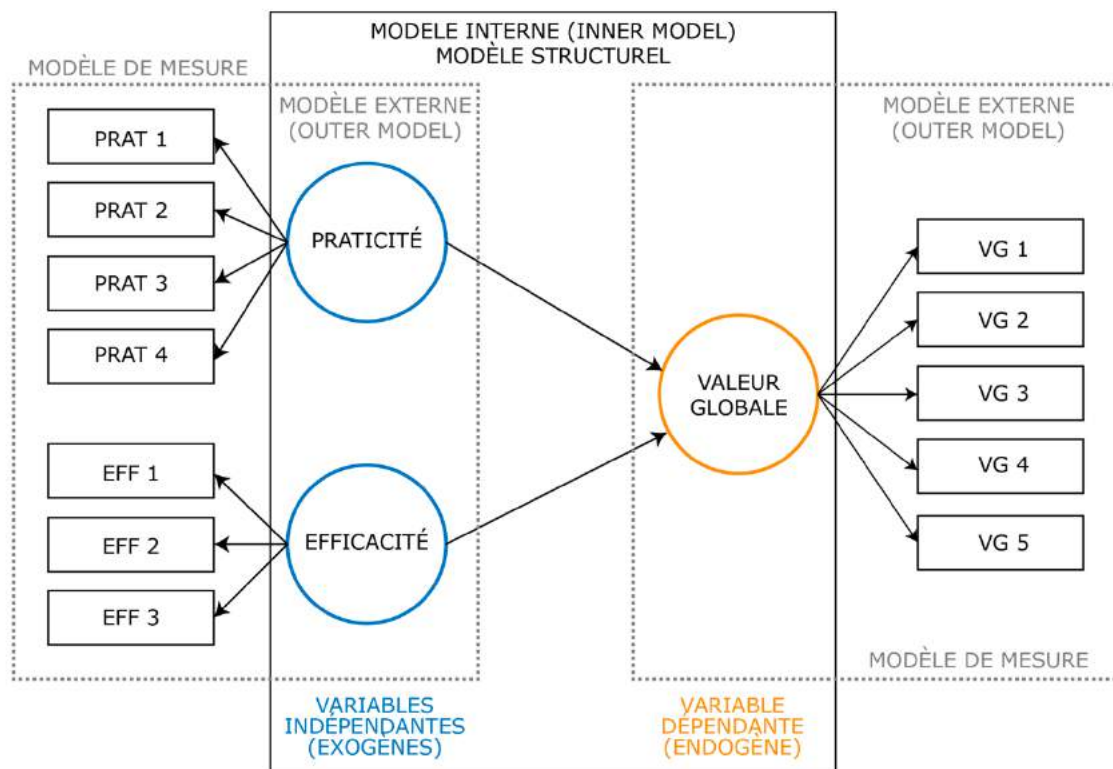 MODELE INTERNE (INNER MODEL)
MODÈLE STRUCTUREL
MODÈLE DE MESURE
MODÈLE EXTERNE
(OUTER MODEL)
PRAT 1
PRAT 2
PRAT 3
PRAT 4
PRATICITÉ
EFF 1
EFF 2
EFF 3
EFFICACITÉ
VALEUR
GLOBALE
MODÈLE EXTERNE
(OUTER MODEL)
VG 1
VG 2
VG 3
VG 4
VG 5
MODÈLE DE MESURE
VARIABLES
INDÉPENDANTES
(EXOGÈNES)
VARIABLE
DÉPENDANTE
(ENDOGÈNE)